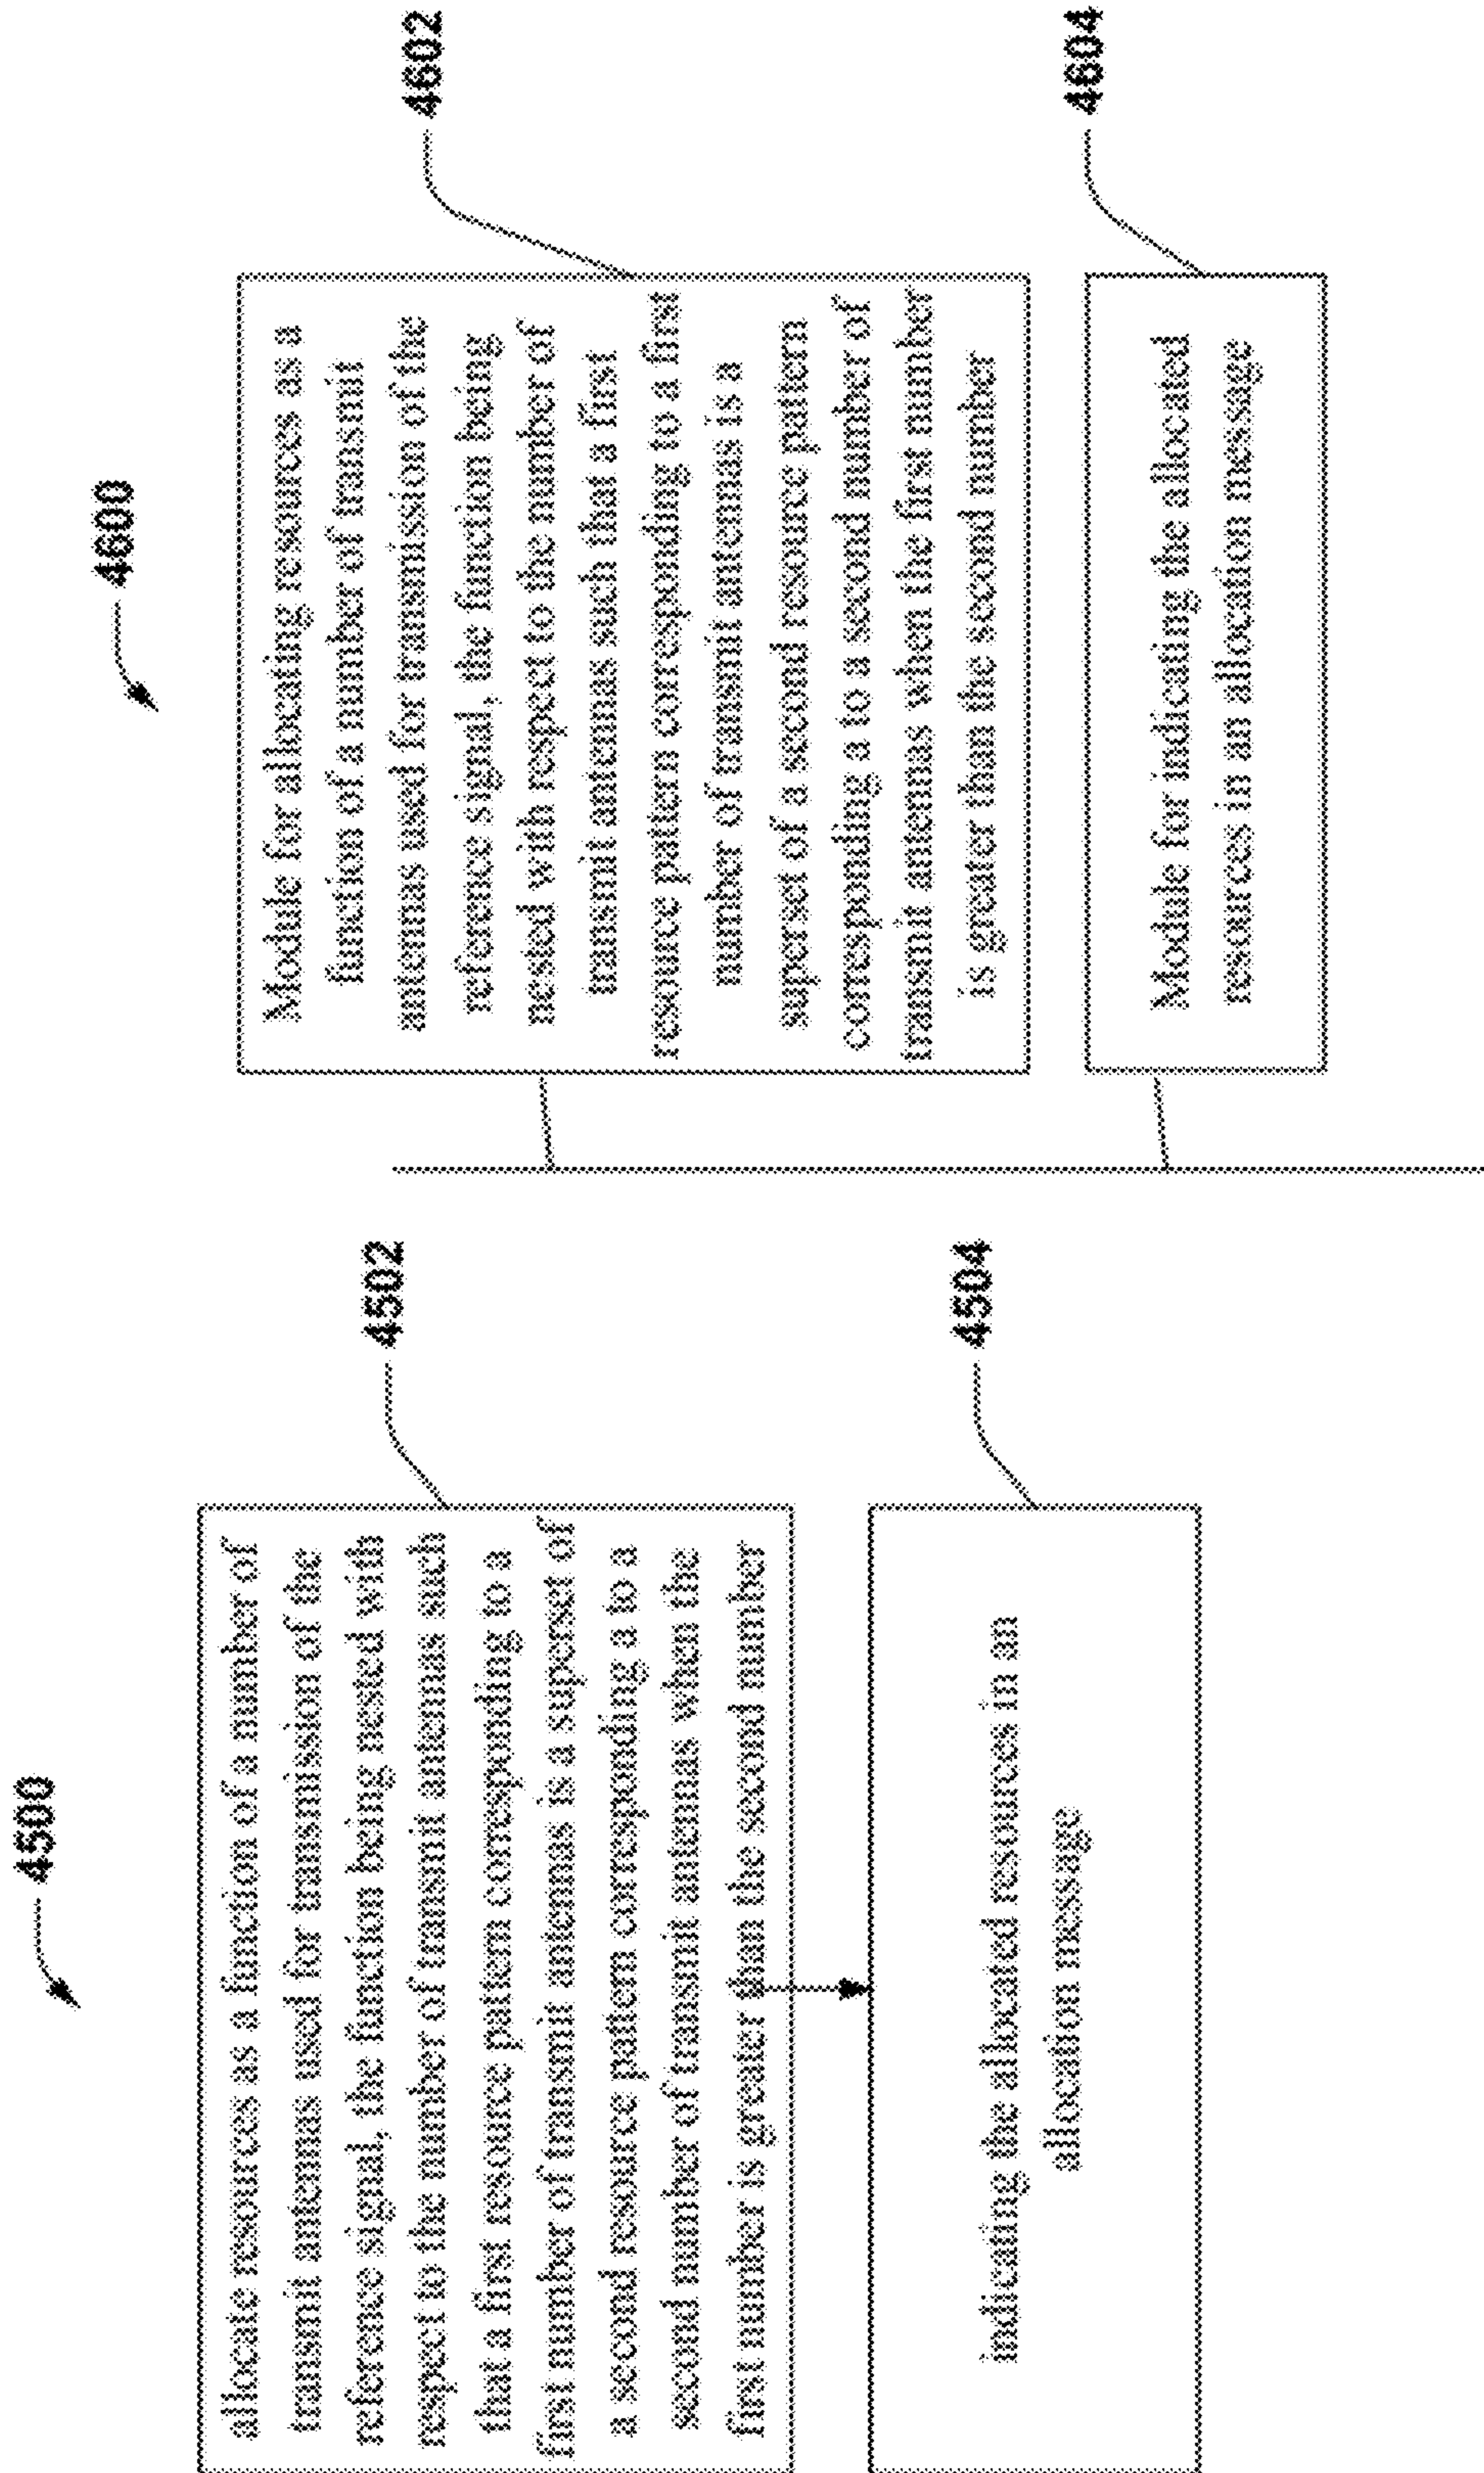 4500
allocate resources as a function of a number of
transmit antennas used for transmission of the
reference signal, the function being nested with
respect to the number of transmit antennas such
that a first resource pattern corresponding to a
first number of transmit antennas is a superset of
a second resource pattern corresponding a to a
second number of transmit antennas when the
first number is greater than the second number
4502
indicating the allocated resources in an
allocation message
4504
4600
Module for allocating resources as a
function of a number of transmit
antennas used for transmission of the
reference signal, the function being
nested with respect to the number of
transmit antennas such that a first
resource pattern corresponding to a first
number of transmit antennas is a
superset of a second resource pattern
corresponding a to a second number of
transmit antennas when the first number
is greater than the second number
4602
Module for indicating the allocated
resources in an allocation message
4604